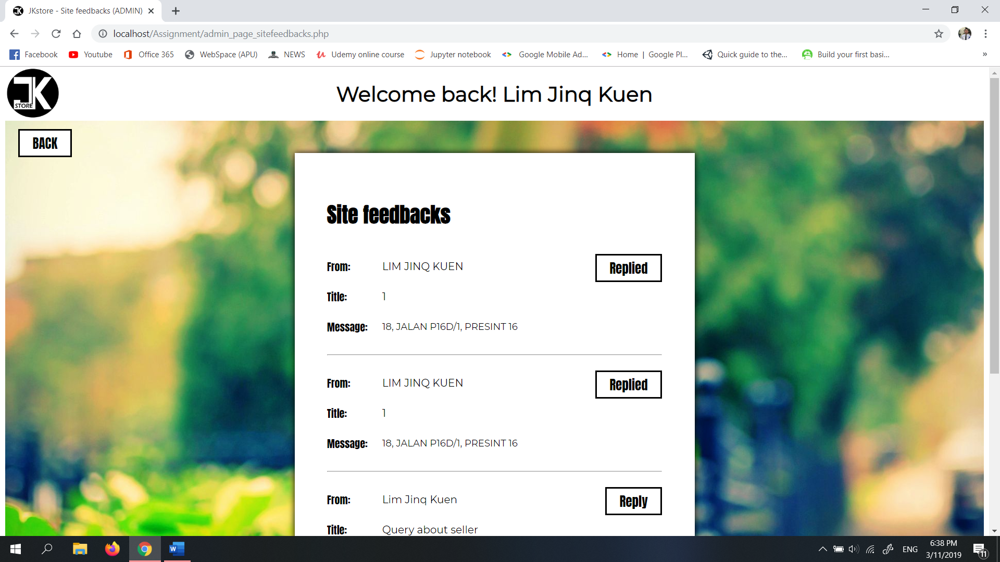 JKstore - Site feedbacks (ADMIN)
localhost/Assignment/admin_page_sitefeedbacks.php
Facebook Youtube Office 365 WebSpace (APU) NEWS Udemy online course Jupyter notebook Google Mobile Ad... Home | Google Pl... Quick guide to the... Build your first basi... »
JK
STORE
Welcome back! Lim Jinq Kuen
BACK
Site feedbacks
From: LIM JINQ KUEN Replied
Title: 1
Message: 18, JALAN P16D/1, PRESINT 16
From: LIM JINQ KUEN Replied
Title: 1
Message: 18, JALAN P16D/1, PRESINT 16
From: Lim Jinq Kuen Reply
Title: Query about seller
ENG
6:38 PM
3/11/2019
11